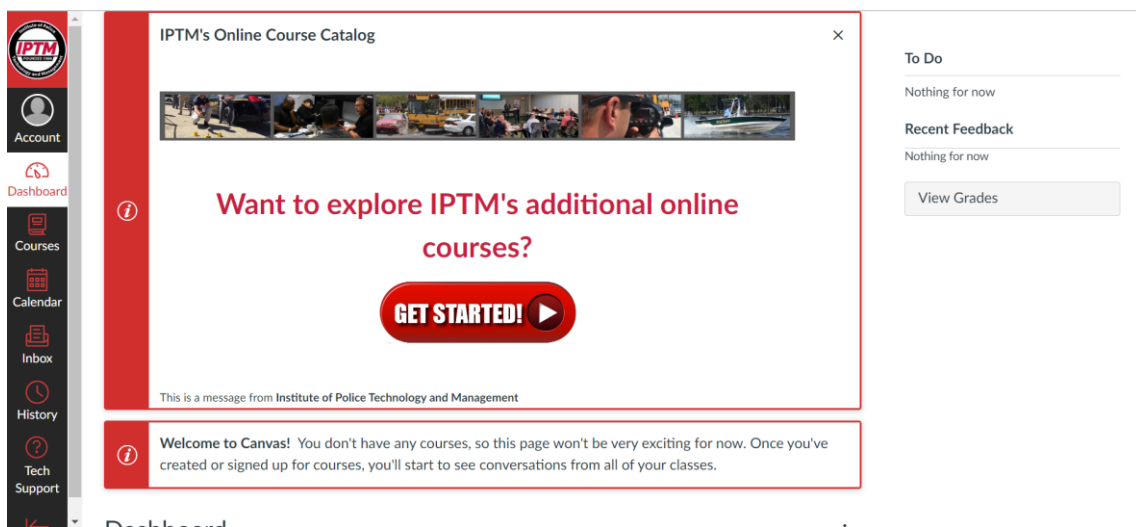 IPTM
Account
Dashboard
Courses
Calendar
Inbox
History
Tech
Support
IPTM's Online Course Catalog
Want to explore IPTM's additional online
courses?
GET STARTED!
This is a message from Institute of Police Technology and Management
Welcome to Canvas! You don't have any courses, so this page won't be very exciting for now. Once you've
created or signed up for courses, you'll start to see conversations from all of your classes.
Dashboard
To Do
Nothing for now
Recent Feedback
Nothing for now
View Grades